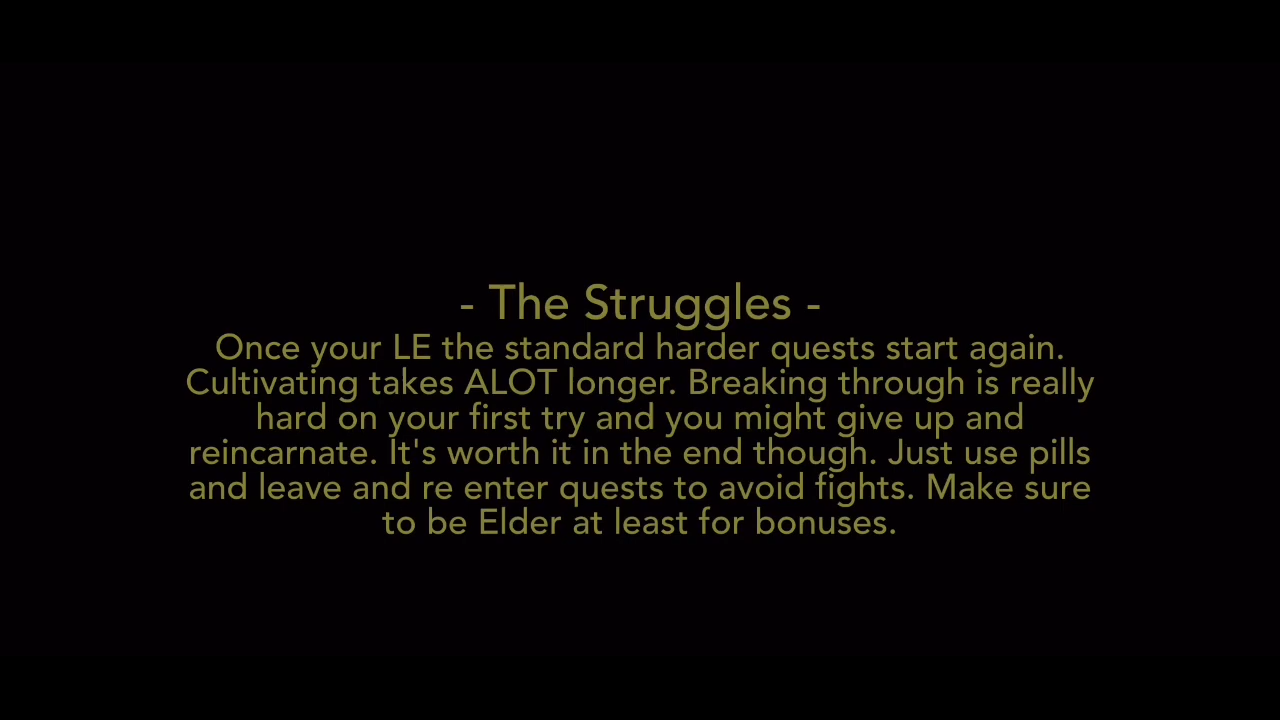 - The Struggles -
Once your LE the standard harder quests start again.
Cultivating takes ALOT longer. Breaking through is really
hard on your first try and you might give up and
reincarnate. It's worth it in the end though. Just use pills
and leave and re enter quests to avoid fights. Make sure
to be Elder at least for bonuses.